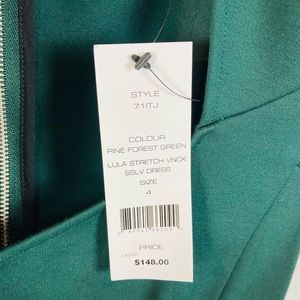 STYLE
711TJ
COLOUR
PINE FOREST GREEN
LULA STRETCH VNCK
SSLV DRESS
SIZE
4
PRICE
$148.00